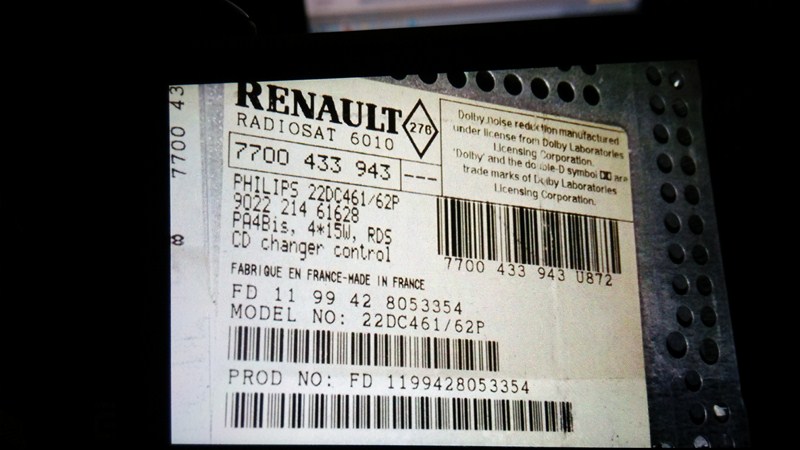 7700 43
8
RENAULT
276
RADIOSAT 6010
7700 433 943 ---
Dolby noise reduction manufactured
under license from Dolby Laboratories
Licensing Corporation.
'Dolby' and the double-D symbol are
trade marks of Dolby Laboratories
Licensing Corporation.
PHILIPS 22DC461/62P
9022 214 61628
PA4Bis, 4*15W, RDS
CD changer control
7700 433 943 U872
FABRIQUE EN FRANCE-MADE IN FRANCE
FD 11 99 42 8053354
MODEL NO: 22DC461/62P
PROD NO: FD 1199428053354